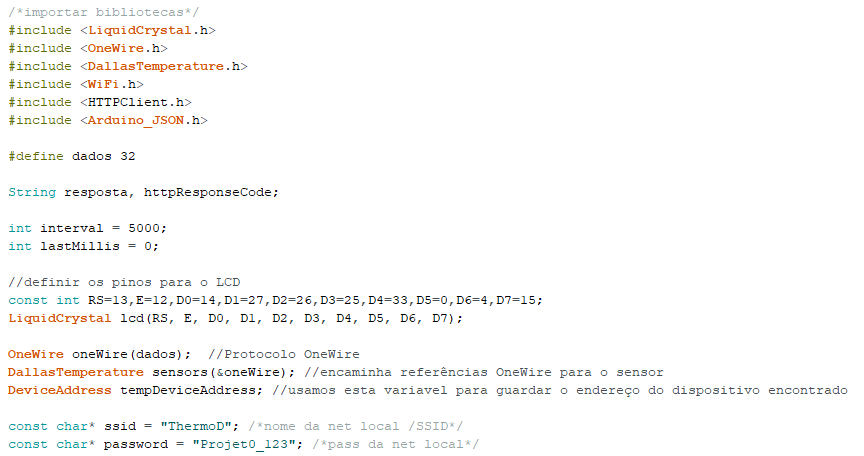 /*importar bibliotecas*/
#include <LiquidCrystal.h>
#include <OneWire.h>
#include <DallasTemperature.h>
#include <WiFi.h>
#include <HTTPClient.h>
#include <Arduino_JSON.h>
#define dados 32
String resposta, httpResponseCode;
int interval = 5000;
int lastMillis = 0;
//definir os pinos para o LCD
const int RS=13,E=12,D0=14,D1=27,D2=26,D3=25,D4=33,D5=0,D6=4,D7=15;
LiquidCrystal lcd(RS, E, D0, D1, D2, D3, D4, D5, D6, D7);
OneWire oneWire(dados);  //Protocolo OneWire
DallasTemperature sensors(&oneWire); //encaminha referências OneWire para o sensor
DeviceAddress tempDeviceAddress; //usamos esta variavel para guardar o endereço do dispositivo encontrado
const char* ssid = "ThermoD"; /*nome da net local /SSID*/
const char* password = "Projet0_123"; /*pass da net local*/